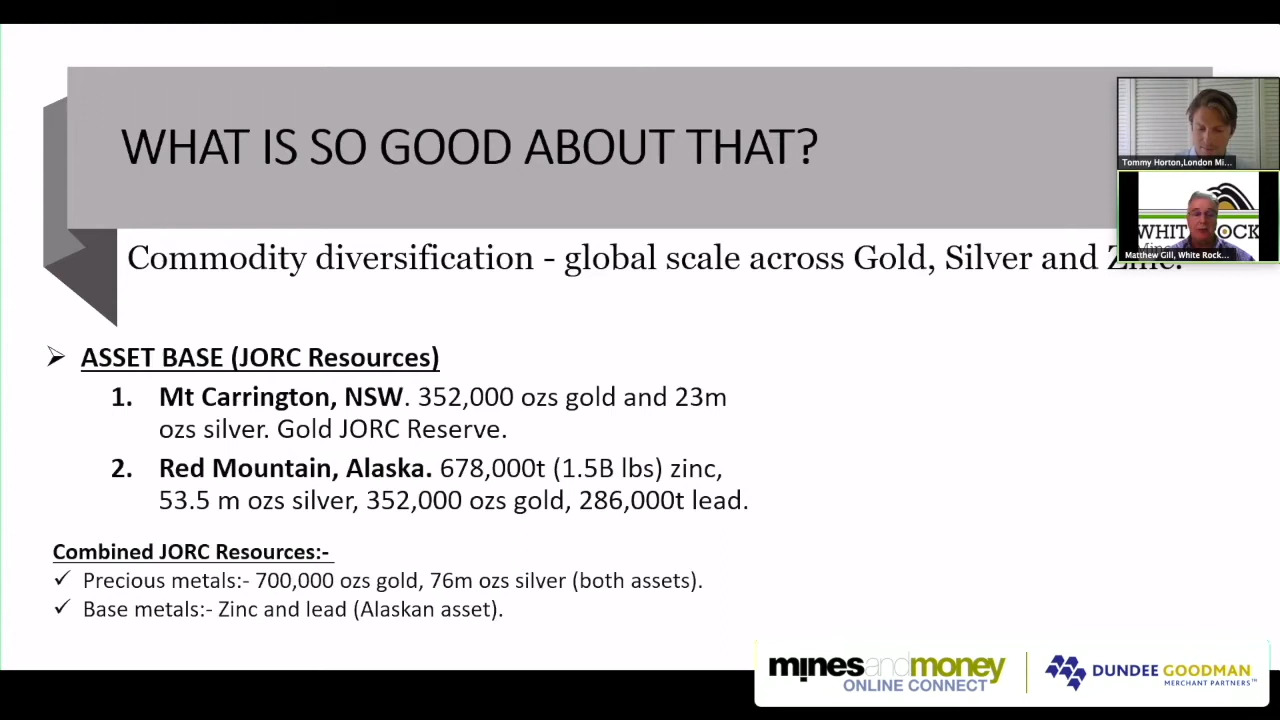 WHAT IS SO GOOD ABOUT THAT?
Tommy Horton,London Mi...
WHITE ROCK
Matthew Gill, White Rock...
Commodity diversification - global scale across Gold, Silver and Zinc.
➢ ASSET BASE (JORC Resources)
1. Mt Carrington, NSW. 352,000 ozs gold and 23m
ozs silver. Gold JORC Reserve.
2. Red Mountain, Alaska. 678,000t (1.5B lbs) zinc,
53.5 m ozs silver, 352,000 ozs gold, 286,000t lead.
Combined JORC Resources:-
✓ Precious metals:- 700,000 ozs gold, 76m ozs silver (both assets).
✓ Base metals:- Zinc and lead (Alaskan asset).
minesandmoney
ONLINE CONNECT
DUNDEE GOODMAN
MERCHANT PARTNERS™